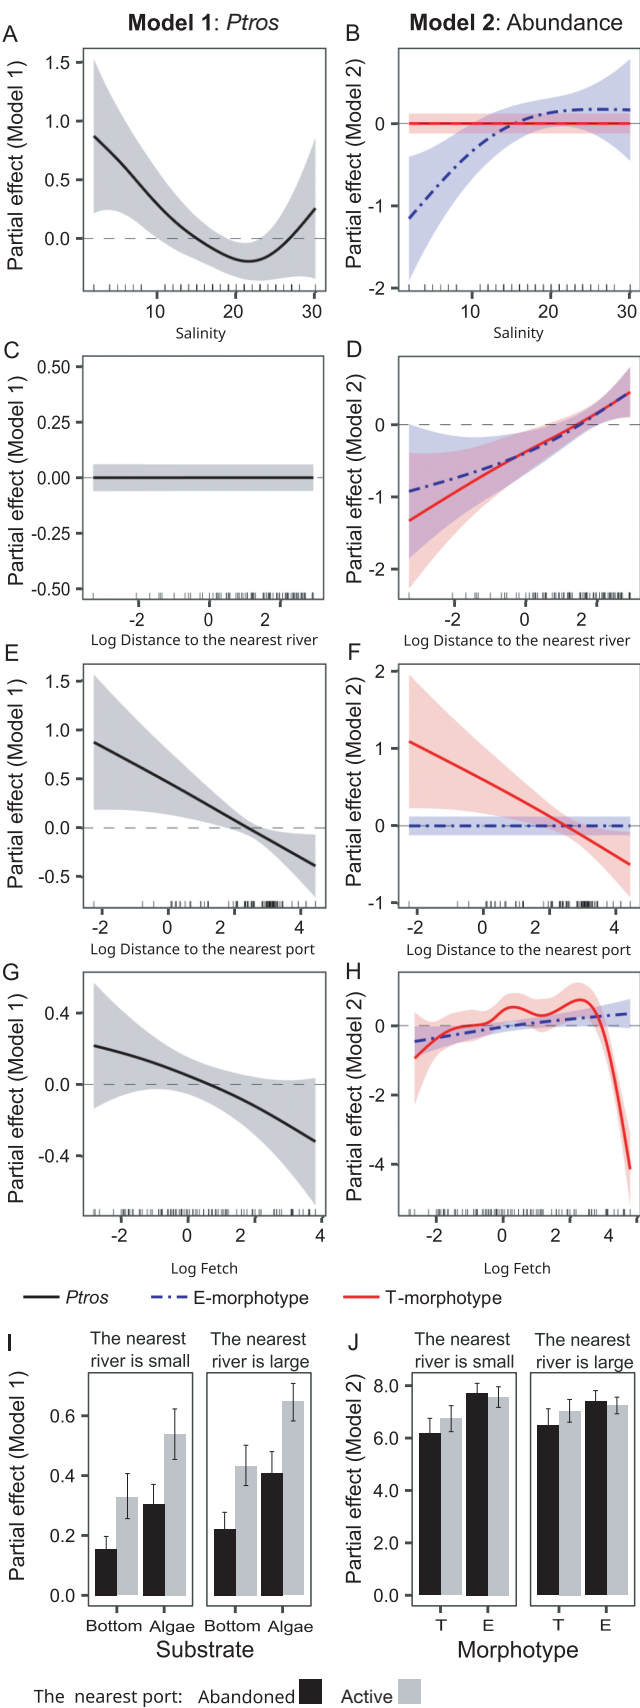 Model 1: Ptros
Model 2: Abundance
A
Partial effect (Model 1)
1.5
1.0
0.5
0.0
10
20
30
Salinity
B
Partial effect (Model 2)
0
-1
-2
10
20
30
Salinity
C
Partial effect (Model 1)
0.50
0.25
0.00
-0.25
-0.50
-2
0
2
Log Distance to the nearest river
D
Partial effect (Model 2)
0
-1
-2
-2
0
2
Log Distance to the nearest river
E
Partial effect (Model 1)
1.5
1.0
0.5
0.0
-0.5
-2
0
2
4
Log Distance to the nearest port
F
Partial effect (Model 2)
2
1
0
-1
-2
0
2
4
Log Distance to the nearest port
G
Partial effect (Model 1)
0.4
0.0
-0.4
-2
0
2
4
Log Fetch
H
Partial effect (Model 2)
0
-2
-4
-2
0
2
4
Log Fetch
Ptros
E-morphotype
T-morphotype
I
The nearest
river is small
The nearest
river is large
Partial effect (Model 1)
0.6
0.4
0.2
0.0
Bottom Algae
Bottom Algae
Substrate
J
The nearest
river is small
The nearest
river is large
Partial effect (Model 2)
8.0
6.0
4.0
2.0
0.0
T E
T E
Morphotype
The nearest port: Abandoned Active